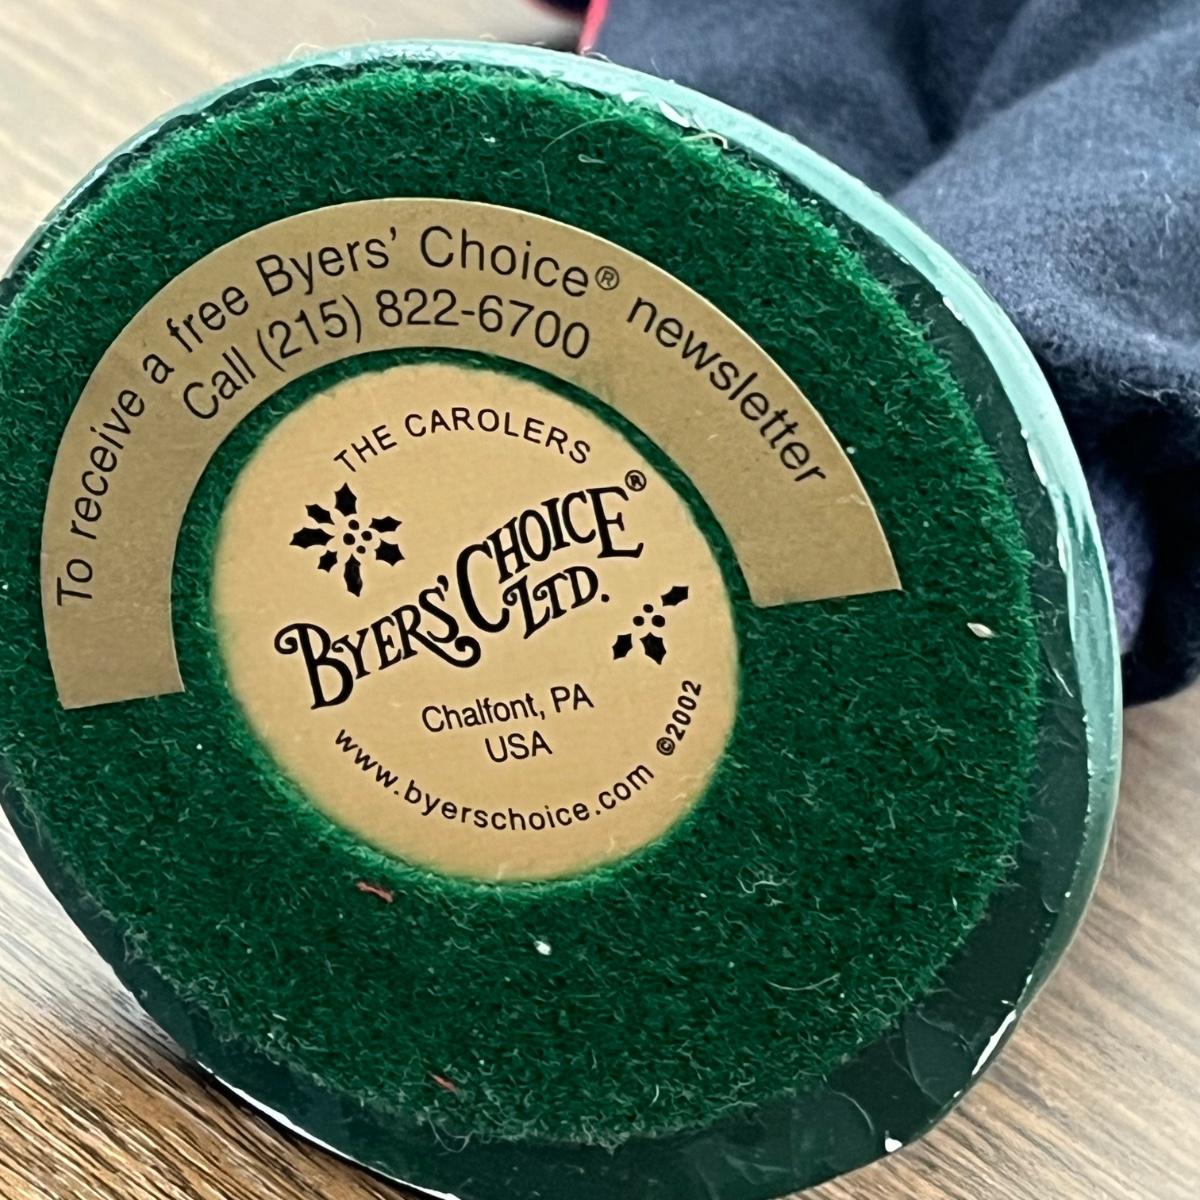 To receive a free Byers' Choice® newsletter
Call (215) 822-6700
THE CAROLERS
BYERS' CHOICE®
LTD.
Chalfont, PA
USA
www.byerschoice.com ©2002